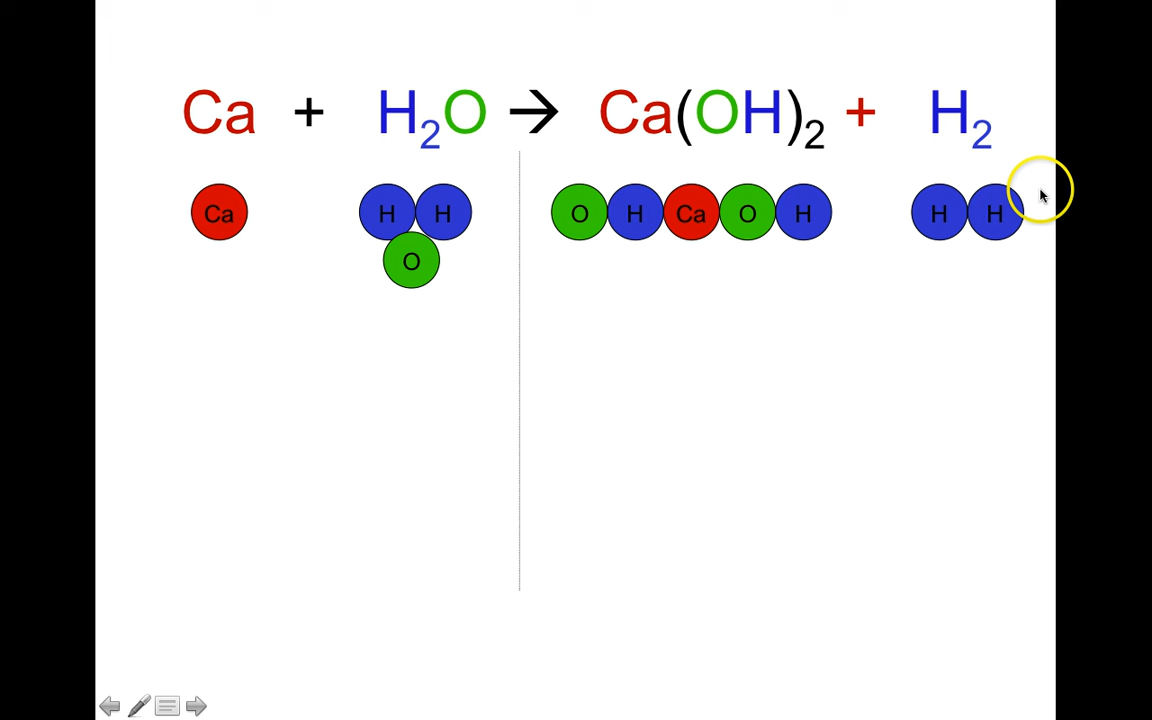 Ca + H₂O → Ca(OH)₂ + H₂
Ca H H O H Ca O H H H
O